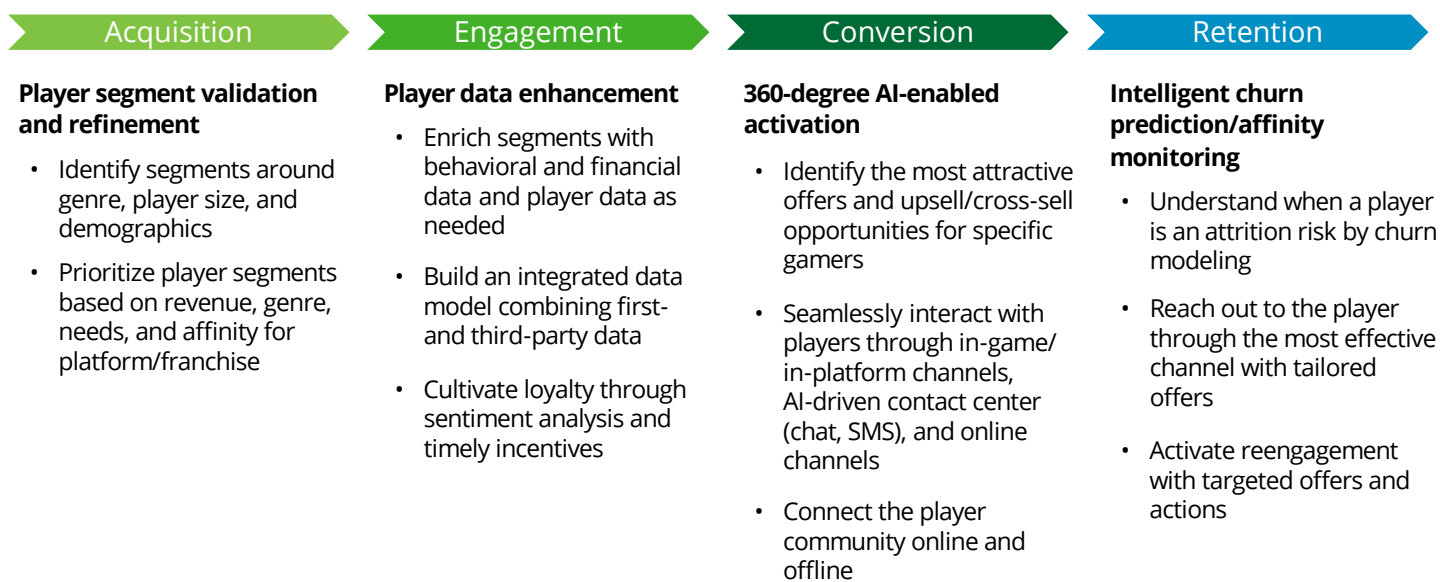 Acquisition
Engagement
Conversion
Retention
Player segment validation
and refinement
• Identify segments around
genre, player size, and
demographics
• Prioritize player segments
based on revenue, genre,
needs, and affinity for
platform/franchise
Player data enhancement
• Enrich segments with
behavioral and financial
data and player data as
needed
• Build an integrated data
model combining first-
and third-party data
• Cultivate loyalty through
sentiment analysis and
timely incentives
360-degree AI-enabled
activation
• Identify the most attractive
offers and upsell/cross-sell
opportunities for specific
gamers
• Seamlessly interact with
players through in-game/
in-platform channels,
AI-driven contact center
(chat, SMS), and online
channels
• Connect the player
community online and
offline
Intelligent churn
prediction/affinity
monitoring
• Understand when a player
is an attrition risk by churn
modeling
• Reach out to the player
through the most effective
channel with tailored
offers
• Activate reengagement
with targeted offers and
actions